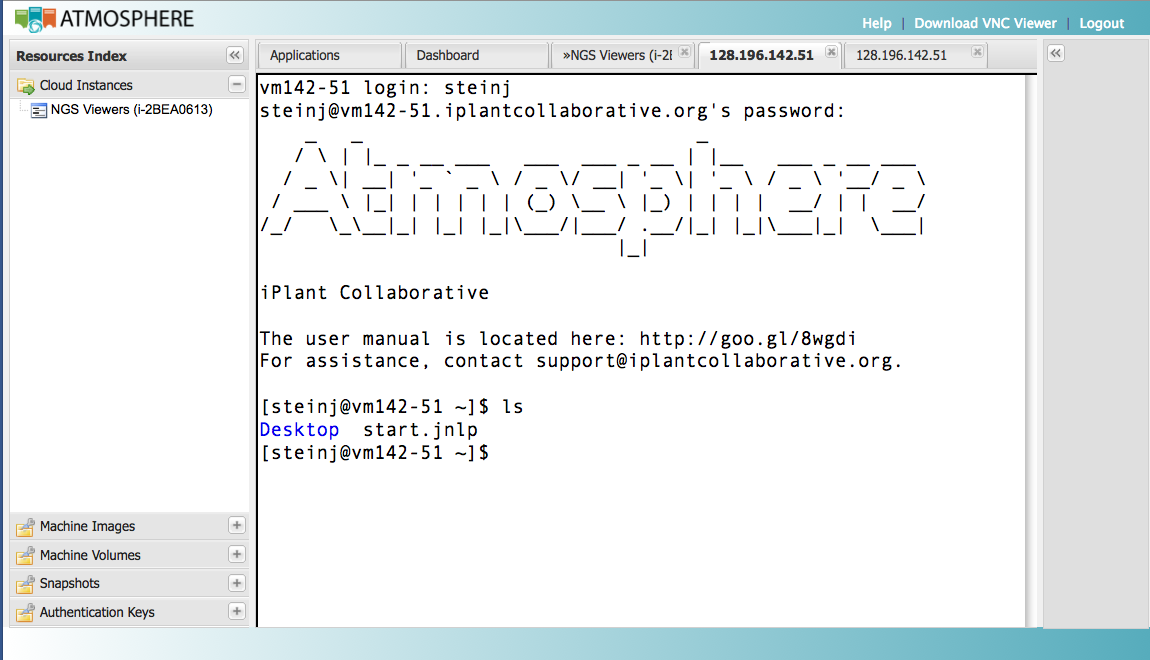 ATMOSPHERE
Help | Download VNC Viewer | Logout
Resources Index
Cloud Instances
NGS Viewers (i-2BEA0613)
Machine Images
Machine Volumes
Snapshots
Authentication Keys
Applications
Dashboard
»NGS Viewers (i-2
128.196.142.51
128.196.142.51
vm142-51 login: steinj
steinj@vm142-51.iplantcollaborative.org's password:
Atmosphere
iPlant Collaborative
The user manual is located here: http://goo.gl/8wgdi
For assistance, contact support@iplantcollaborative.org.
[steinj@vm142-51 ~]$ ls
Desktop  start.jnlp
[steinj@vm142-51 ~]$